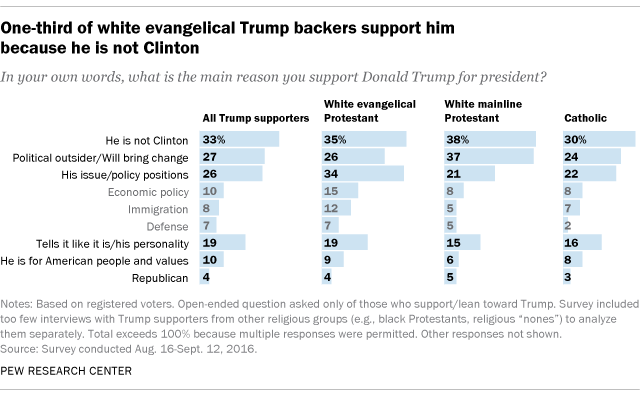 One-third of white evangelical Trump backers support him
because he is not Clinton
In your own words, what is the main reason you support Donald Trump for president?
All Trump supporters White evangelical Protestant White mainline Protestant Catholic
He is not Clinton 33% 35% 38% 30%
Political outsider/Will bring change 27 26 37 24
His issue/policy positions 26 34 21 22
Economic policy 10 15 8 8
Immigration 8 12 5 7
Defense 7 7 5 2
Tells it like it is/his personality 19 19 15 16
He is for American people and values 10 9 6 8
Republican 4 4 5 3
Notes: Based on registered voters. Open-ended question asked only of those who support/lean toward Trump. Survey included
too few interviews with Trump supporters from other religious groups (e.g., black Protestants, religious “nones”) to analyze
them separately. Total exceeds 100% because multiple responses were permitted. Other responses not shown.
Source: Survey conducted Aug. 16-Sept. 12, 2016.
PEW RESEARCH CENTER